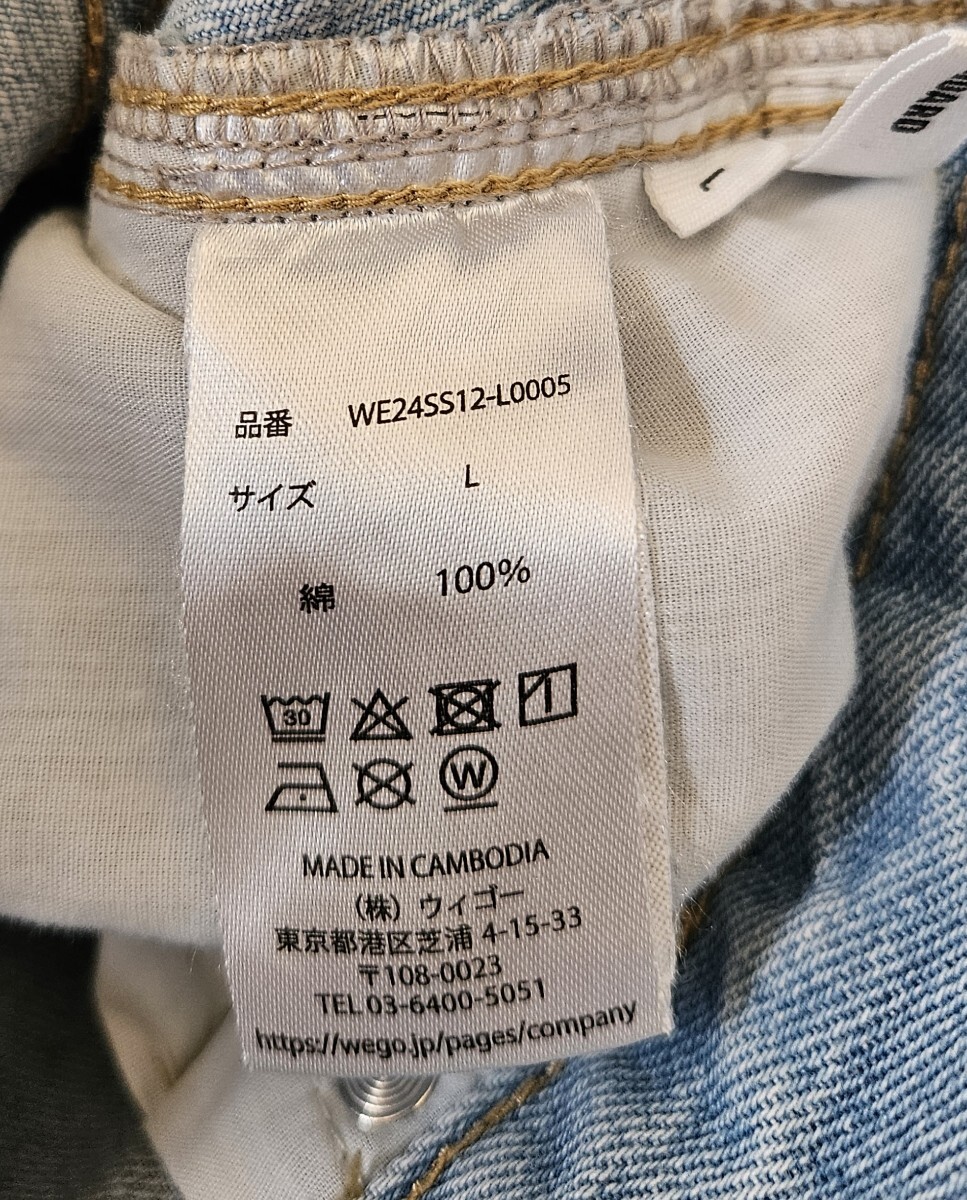 UARD
L
品番 WE24SS12-L0005
サイズ L
綿 100%
30
W
MADE IN CAMBODIA
（株）ウィゴー
東京都港区芝浦 4-15-33
〒108-0023
TEL 03-6400-5051
https://wego.jp/pages/company